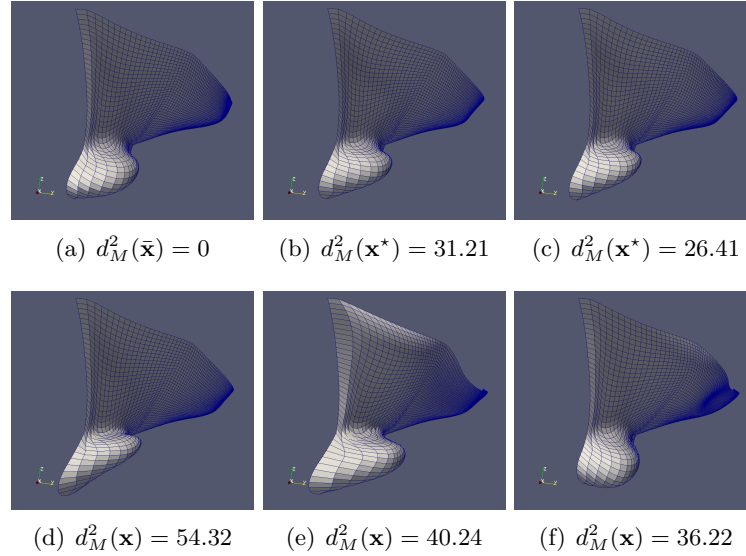 (a) $d_M^2(\bar{\mathbf{x}}) = 0$
(b) $d_M^2(\mathbf{x}^\star) = 31.21$
(c) $d_M^2(\mathbf{x}^\star) = 26.41$
(d) $d_M^2(\mathbf{x}) = 54.32$
(e) $d_M^2(\mathbf{x}) = 40.24$
(f) $d_M^2(\mathbf{x}) = 36.22$